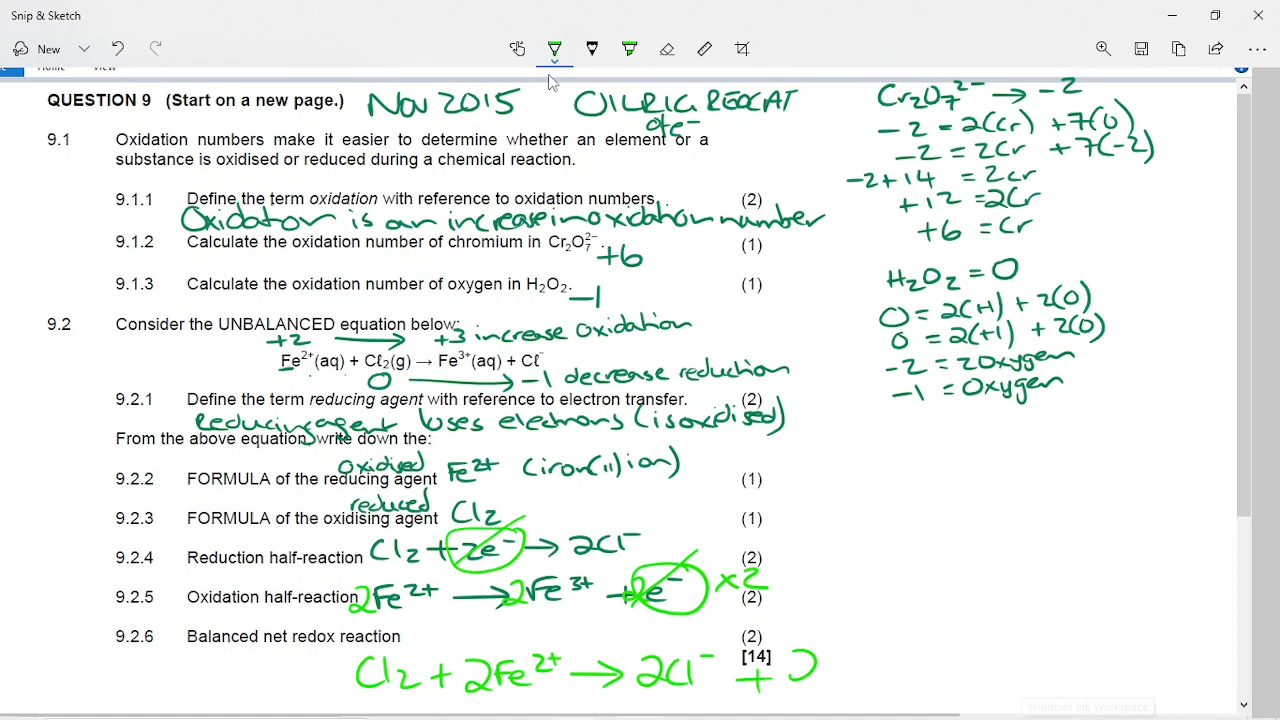 Snip & Sketch
New
QUESTION 9 (Start on a new page.) Nov 2015 OILRIG REDCAT
of e⁻
9.1 Oxidation numbers make it easier to determine whether an element or a
substance is oxidised or reduced during a chemical reaction.
9.1.1 Define the term oxidation with reference to oxidation numbers (2)
Oxidation is an increase in oxidation number
9.1.2 Calculate the oxidation number of chromium in Cr₂O₇²⁻. (1)
+6
9.1.3 Calculate the oxidation number of oxygen in H₂O₂. (1)
-1
9.2 Consider the UNBALANCED equation below:
+2 → +3 increase oxidation
Fe²⁺(aq) + Cℓ₂(g) → Fe³⁺(aq) + Cℓ⁻
0 → -1 decrease reduction
9.2.1 Define the term reducing agent with reference to electron transfer. (2)
Reducing agent loses electrons (is oxidised)
From the above equation write down the:
oxidised Fe²⁺ (iron(II) ion)
9.2.2 FORMULA of the reducing agent (1)
reduced Cl₂
9.2.3 FORMULA of the oxidising agent (1)
Cl₂ + 2e⁻ → 2Cl⁻
9.2.4 Reduction half-reaction (2)
2Fe²⁺ → 2Fe³⁺ + 2e⁻ ×2
9.2.5 Oxidation half-reaction (2)
9.2.6 Balanced net redox reaction (2)
[14]
Cl₂ + 2Fe²⁺ → 2Cl⁻ + 2
Cr₂O₇²⁻ → -2
-2 = 2(Cr) + 7(O)
-2 = 2Cr + 7(-2)
-2+14 = 2Cr
+12 = 2Cr
+6 = Cr
H₂O₂ = 0
0 = 2(+1) + 2(O)
0 = 2(+1) + 2(O)
-2 = 2Oxygen
-1 = Oxygen
Windows Ink Workspace